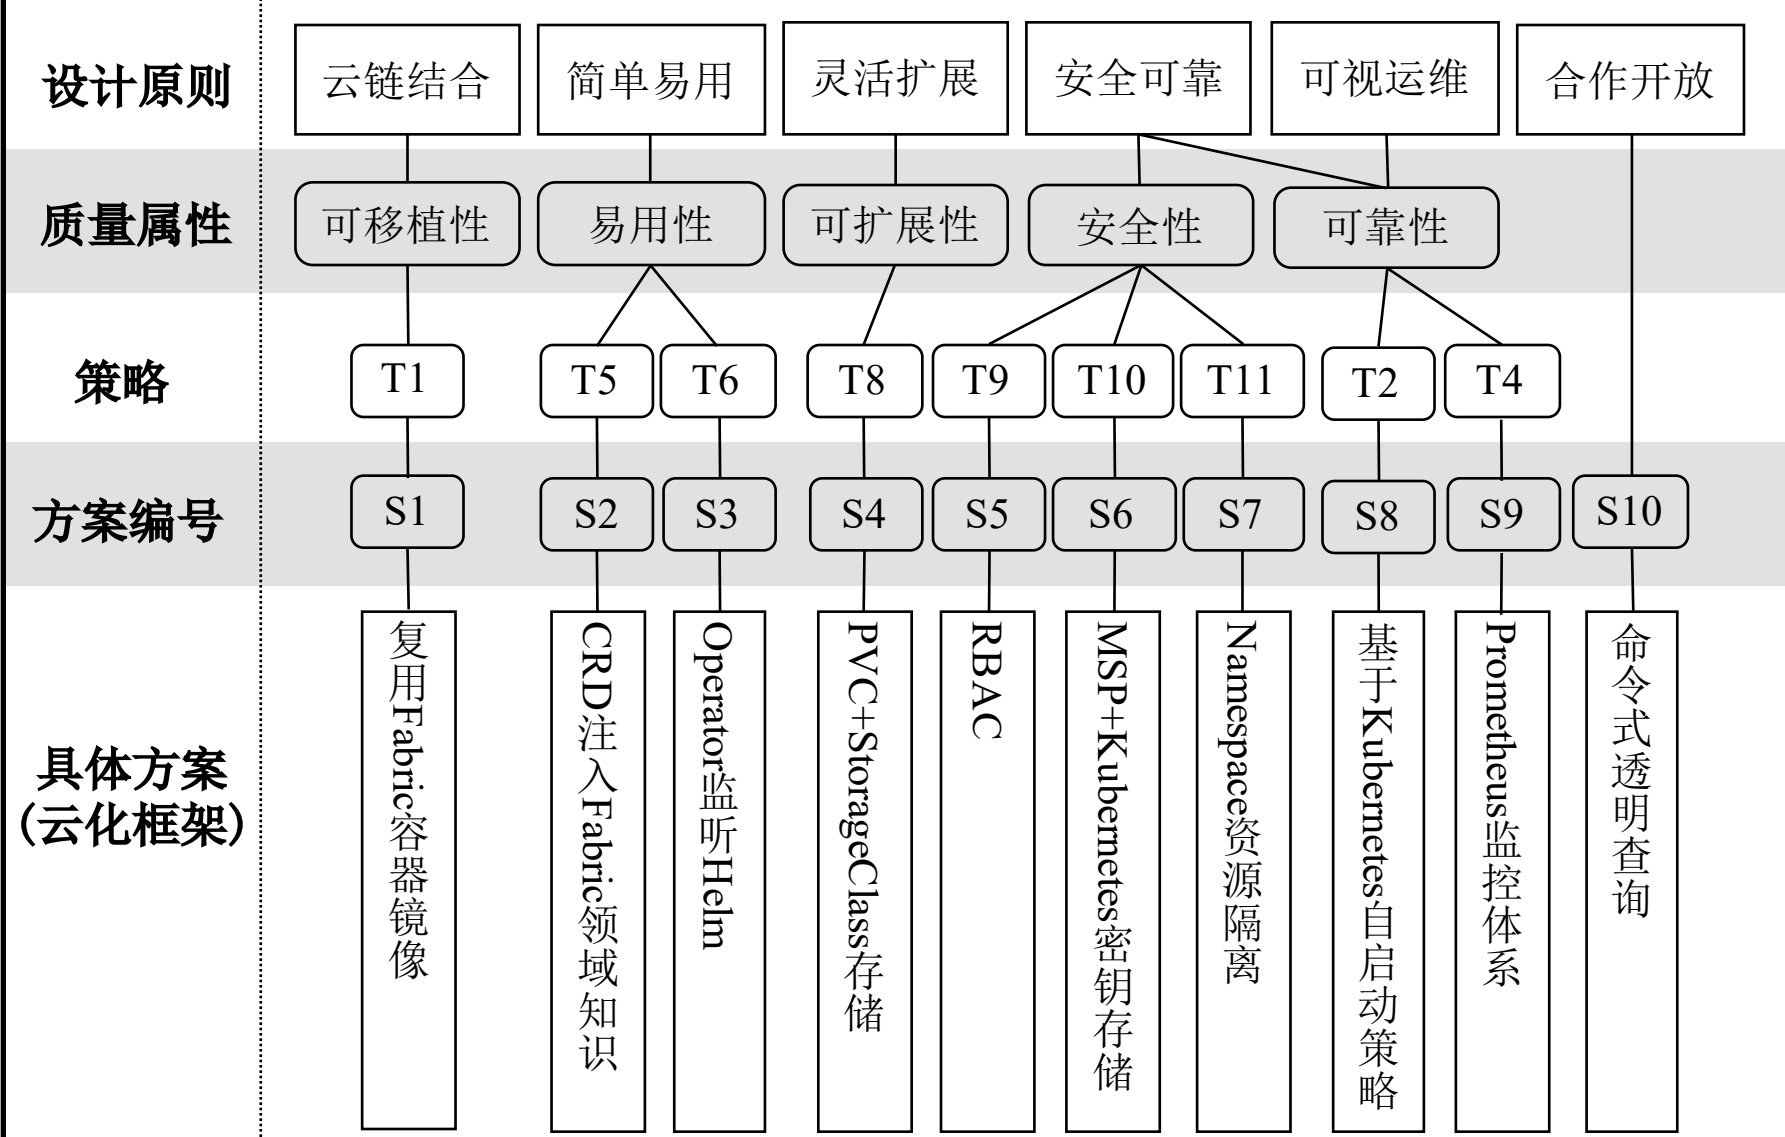 设计原则
云链结合
简单易用
灵活扩展
安全可靠
可视运维
合作开放
质量属性
可移植性
易用性
可扩展性
安全性
可靠性
策略
T1
T5
T6
T8
T9
T10
T11
T2
T4
方案编号
S1
S2
S3
S4
S5
S6
S7
S8
S9
S10
具体方案
(云化框架)
复用Fabric容器镜像
CRD注入Fabric领域知识
Operator监听Helm
PVC+StorageClass存储
RBAC
MSP+Kubernetes密钥存储
Namespace资源隔离
基于Kubernetes自启动策略
Prometheus监控体系
命令式透明查询